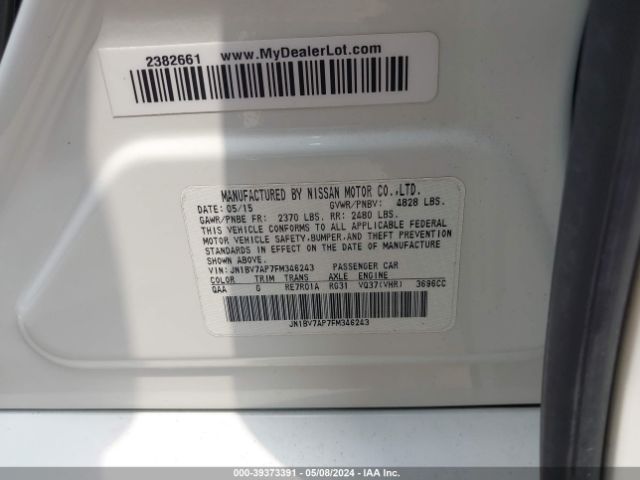 2382661 www.MyDealerLot.com
MANUFACTURED BY NISSAN MOTOR CO.,LTD.
DATE: 05/15 GVWR/PNBV: 4828 LBS.
GAWR/PNBE FR: 2370 LBS. RR: 2480 LBS.
THIS VEHICLE CONFORMS TO ALL APPLICABLE FEDERAL
MOTOR VEHICLE SAFETY,BUMPER,AND THEFT PREVENTION
STANDARDS IN EFFECT ON THE DATE OF MANUFACTURE
SHOWN ABOVE.
VIN: JN1BV7AP7FM346243 PASSENGER CAR
COLOR TRIM TRANS AXLE ENGINE
QAA G RE7R01A RG31 VQ37(VHR) 3696CC
JN1BV7AP7FM346243
000-39373391 - 05/08/2024 - IAA Inc.